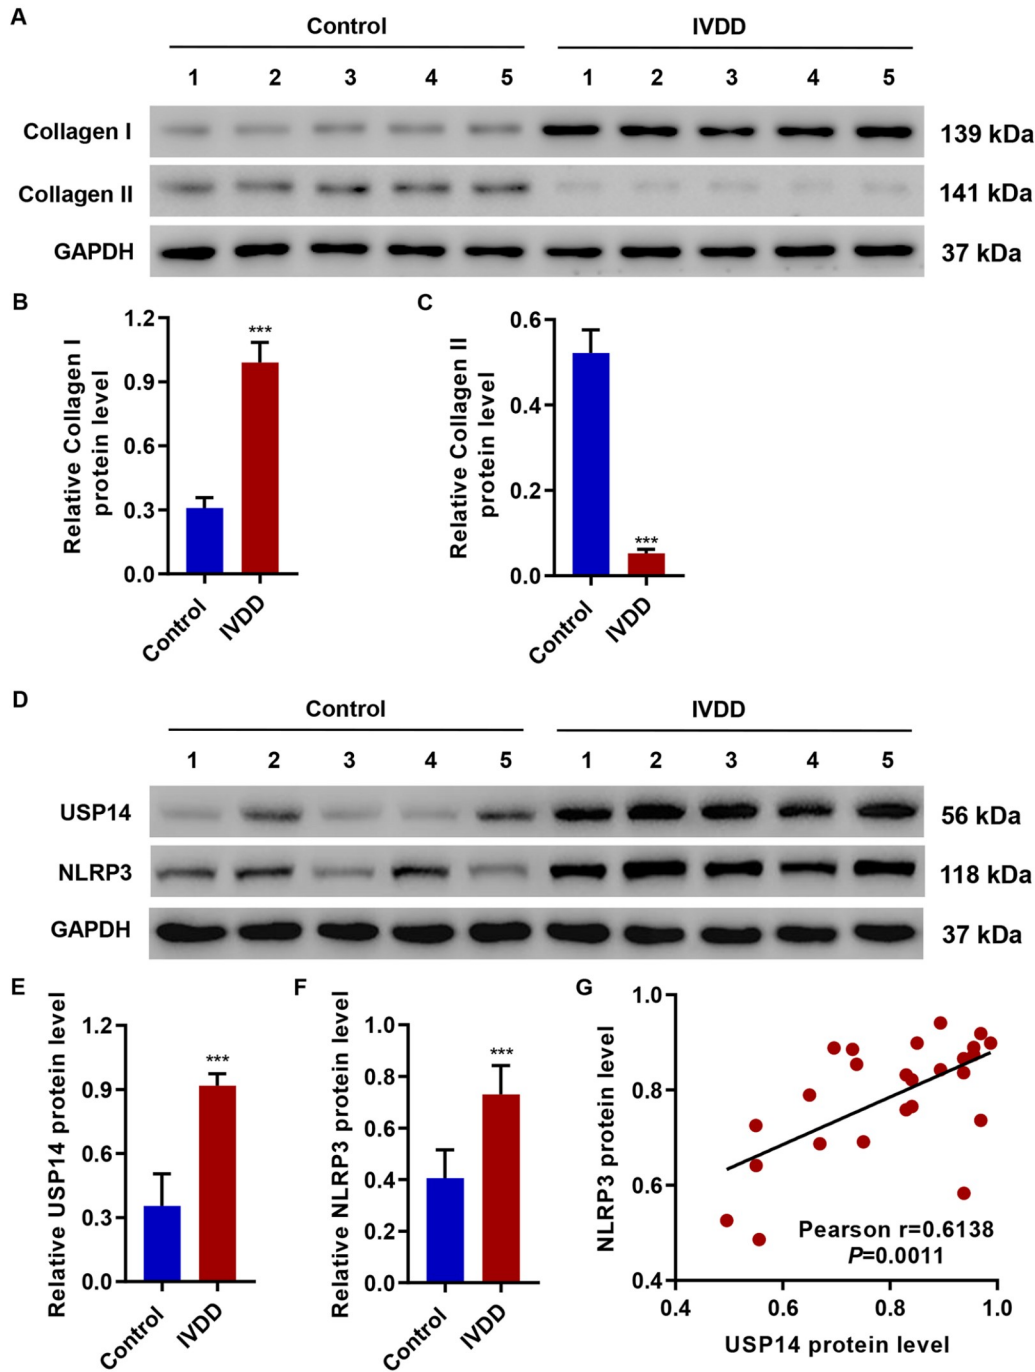 A
Control IVDD
1 2 3 4 5 1 2 3 4 5
Collagen I 139 kDa
Collagen II 141 kDa
GAPDH 37 kDa
B
Relative Collagen I
protein level
1.2
0.9
0.6
0.3
0.0
***
Control
IVDD
C
Relative Collagen II
protein level
0.6
0.4
0.2
0.0
***
Control
IVDD
D
Control IVDD
1 2 3 4 5 1 2 3 4 5
USP14 56 kDa
NLRP3 118 kDa
GAPDH 37 kDa
E
Relative USP14 protein level
1.2
0.9
0.6
0.3
0.0
***
Control
IVDD
F
Relative NLRP3 protein level
1.0
0.8
0.6
0.4
0.2
0.0
***
Control
IVDD
G
NLRP3 protein level
1.0
0.8
0.6
0.4
Pearson r=0.6138
P=0.0011
0.4 0.6 0.8 1.0
USP14 protein level